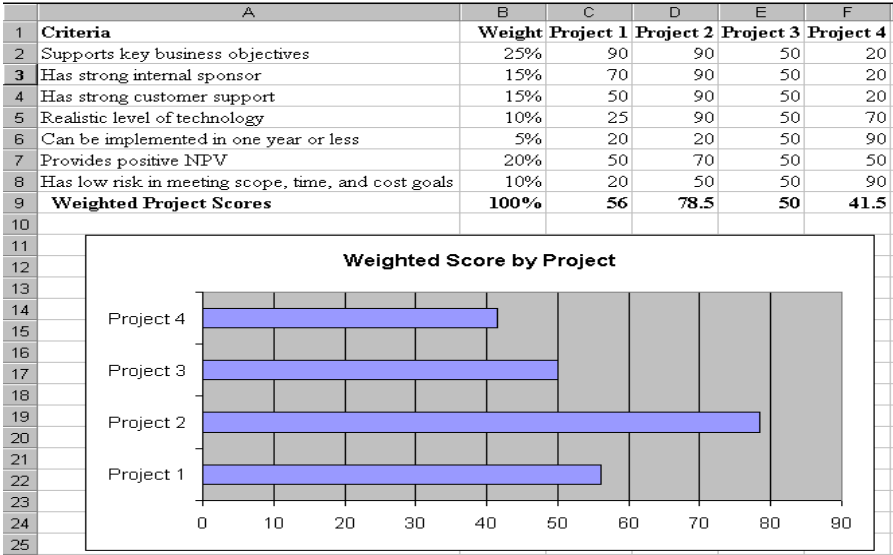 A B C D E F
1 Criteria Weight Project 1 Project 2 Project 3 Project 4
2 Supports key business objectives 25% 90 90 50 20
3 Has strong internal sponsor 15% 70 90 50 20
4 Has strong customer support 15% 50 90 50 20
5 Realistic level of technology 10% 25 90 50 70
6 Can be implemented in one year or less 5% 20 20 50 90
7 Provides positive NPV 20% 50 70 50 50
8 Has low risk in meeting scope, time, and cost goals 10% 20 50 50 90
9 Weighted Project Scores 100% 56 78.5 50 41.5
10
11
12 Weighted Score by Project
13
14 Project 4
15
16
17 Project 3
18
19 Project 2
20
21
22 Project 1
23
24 0 10 20 30 40 50 60 70 80 90
25